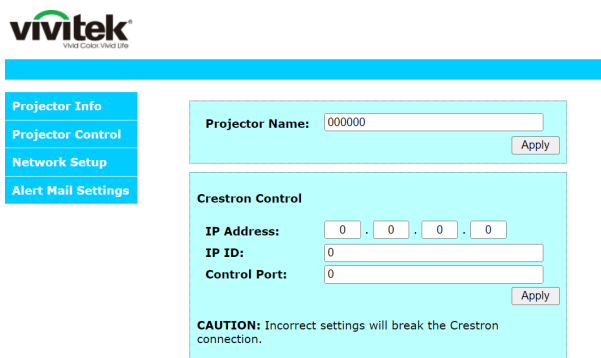 vivitek®
Vivid Color. Vivid Life
Projector Info
Projector Control
Network Setup
Alert Mail Settings
Projector Name: 000000
Apply
Crestron Control
IP Address: 0 . 0 . 0 . 0
IP ID: 0
Control Port: 0
Apply
CAUTION: Incorrect settings will break the Crestron
connection.